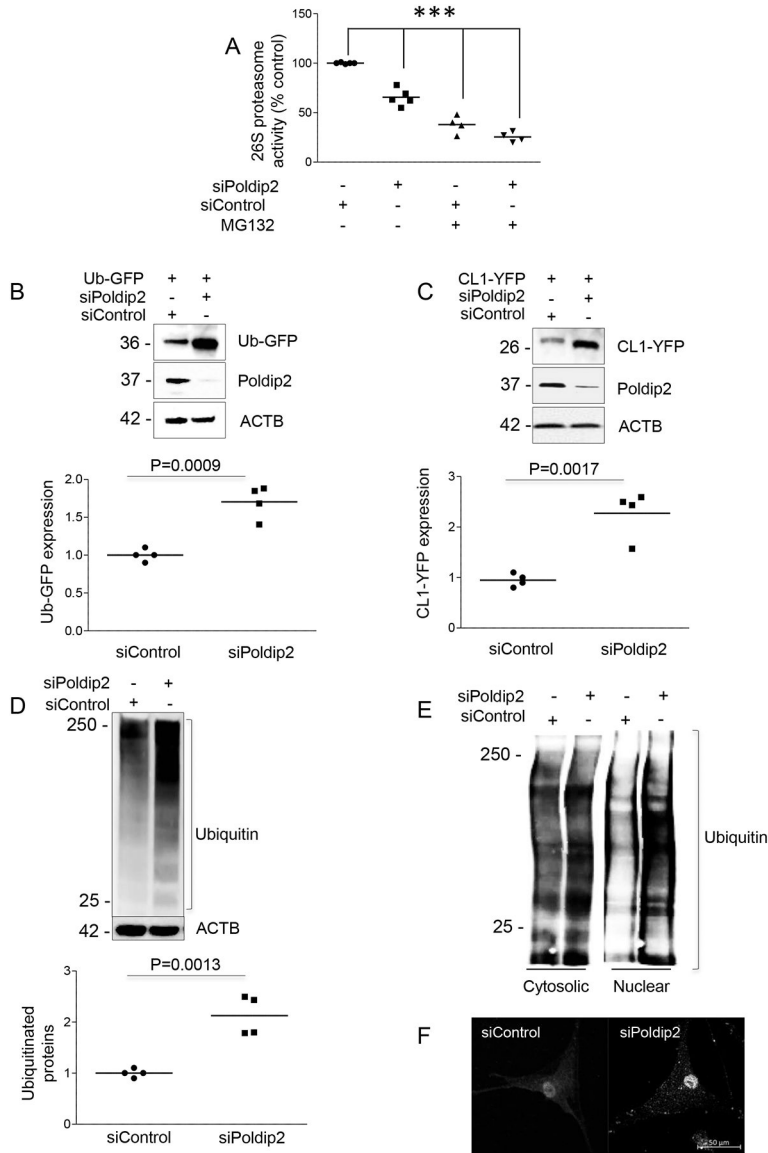 A
***
26S proteasome
activity (% control)
150
100
50
0
siPoldip2 - + - +
siControl + - + -
MG132 - - + +
B
Ub-GFP + +
siPoldip2 - +
siControl + -
36 - Ub-GFP
37 - Poldip2
42 - ACTB
P=0.0009
Ub-GFP expression
2.0
1.5
1.0
0.5
0.0
siControl siPoldip2
C
CL1-YFP + +
siPoldip2 - +
siControl + -
26 - CL1-YFP
37 - Poldip2
42 - ACTB
P=0.0017
CL1-YFP expression
3
2
1
0
siControl siPoldip2
D
siPoldip2 - +
siControl + -
250 -
Ubiquitin
25 -
42 - ACTB
P=0.0013
Ubiquitinated
proteins
3
2
1
0
siControl siPoldip2
E
siPoldip2 - + - +
siControl + - + -
250 -
Ubiquitin
25 -
Cytosolic Nuclear
F
siControl siPoldip2
50 µm